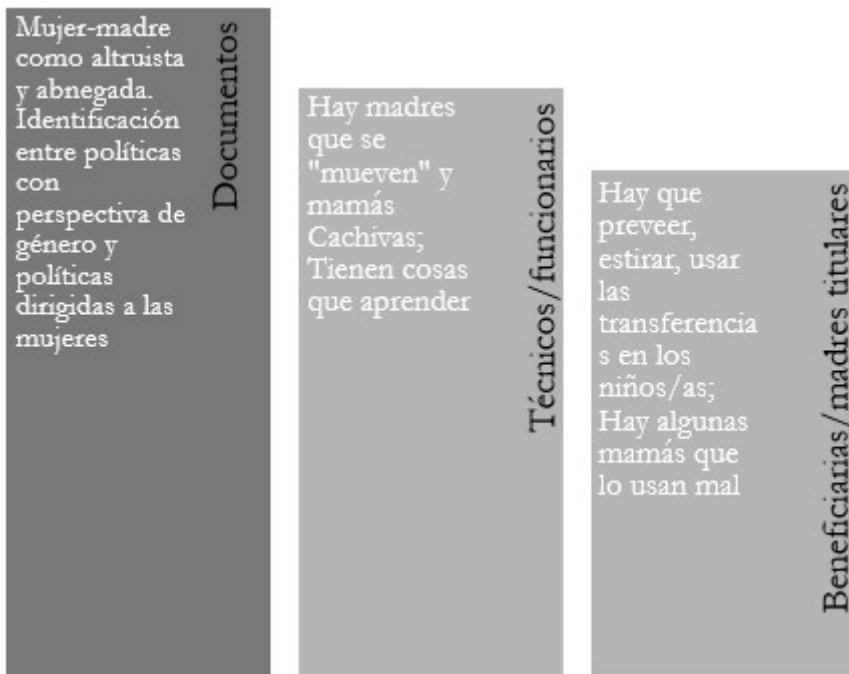 Mujer-madre
como altruista
y abnegada.
Identificación
entre políticas
con
perspectiva de
género y
políticas
dirigidas a las
mujeres
Documentos
Hay madres
que se
"mueven" y
mamás
Cachivas;
Tienen cosas
que aprender
Técnicos/funcionarios
Hay que
preveer,
estirar, usar
las
transferencia
s en los
niños/as;
Hay algunas
mamás que
lo usan mal
Beneficiarias/madres titulares